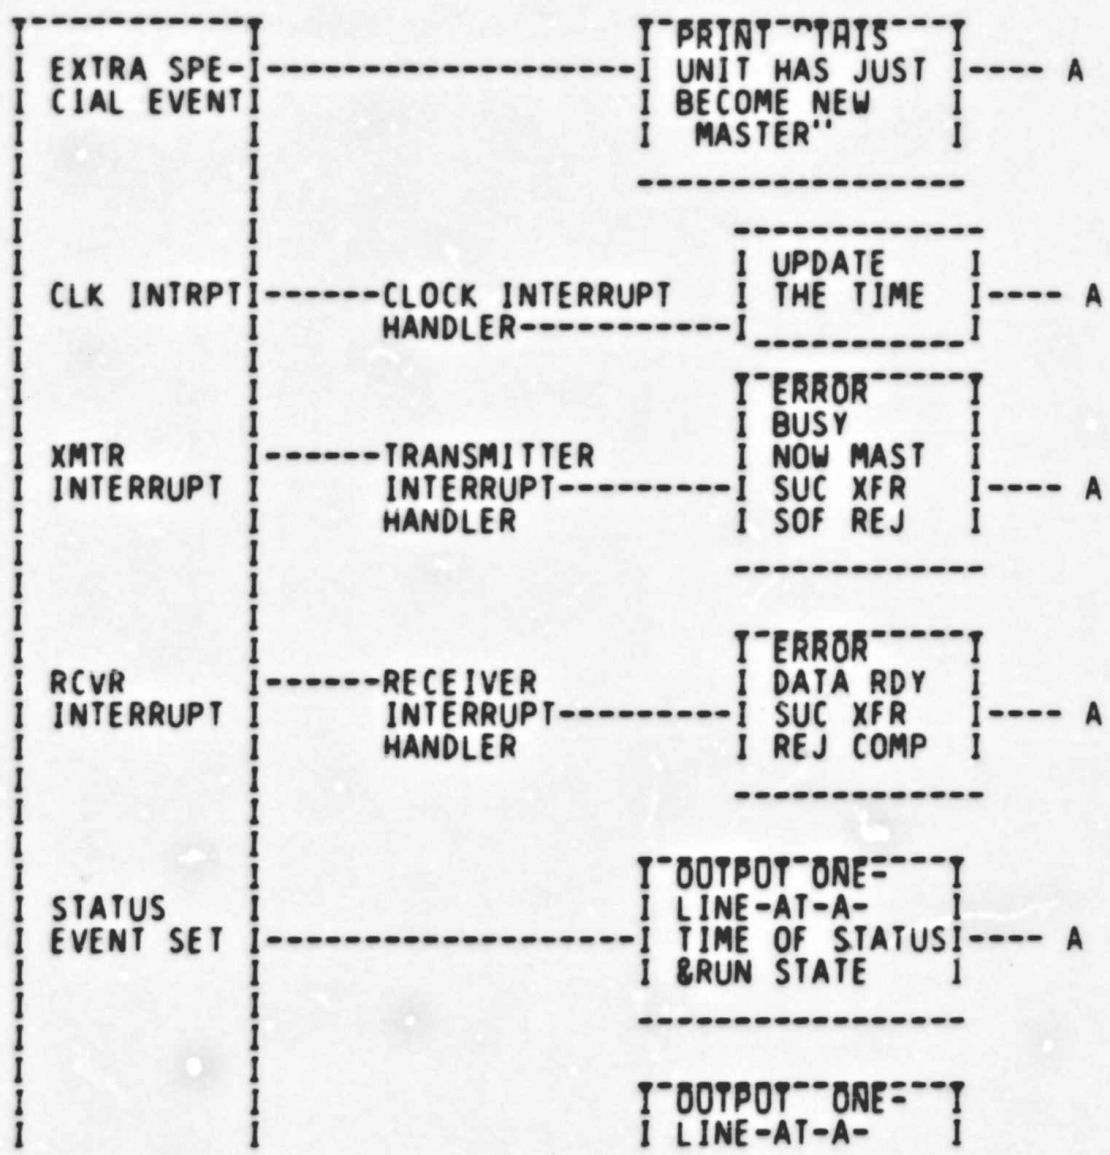 PRINT "THIS
EXTRA SPE- UNIT HAS JUST A
CIAL EVENT BECOME NEW
MASTER"
UPDATE
CLK INTRPT CLOCK INTERRUPT THE TIME A
HANDLER
ERROR
BUSY
XMTR TRANSMITTER NOW MAST
INTERRUPT INTERRUPT SUC XFR A
HANDLER SOF REJ
ERROR
RCVR RECEIVER DATA RDY
INTERRUPT INTERRUPT SUC XFR A
HANDLER REJ COMP
OUTPUT ONE-
STATUS LINE-AT-A-
EVENT SET TIME OF STATUS A
&RUN STATE
OUTPUT ONE-
LINE-AT-A-